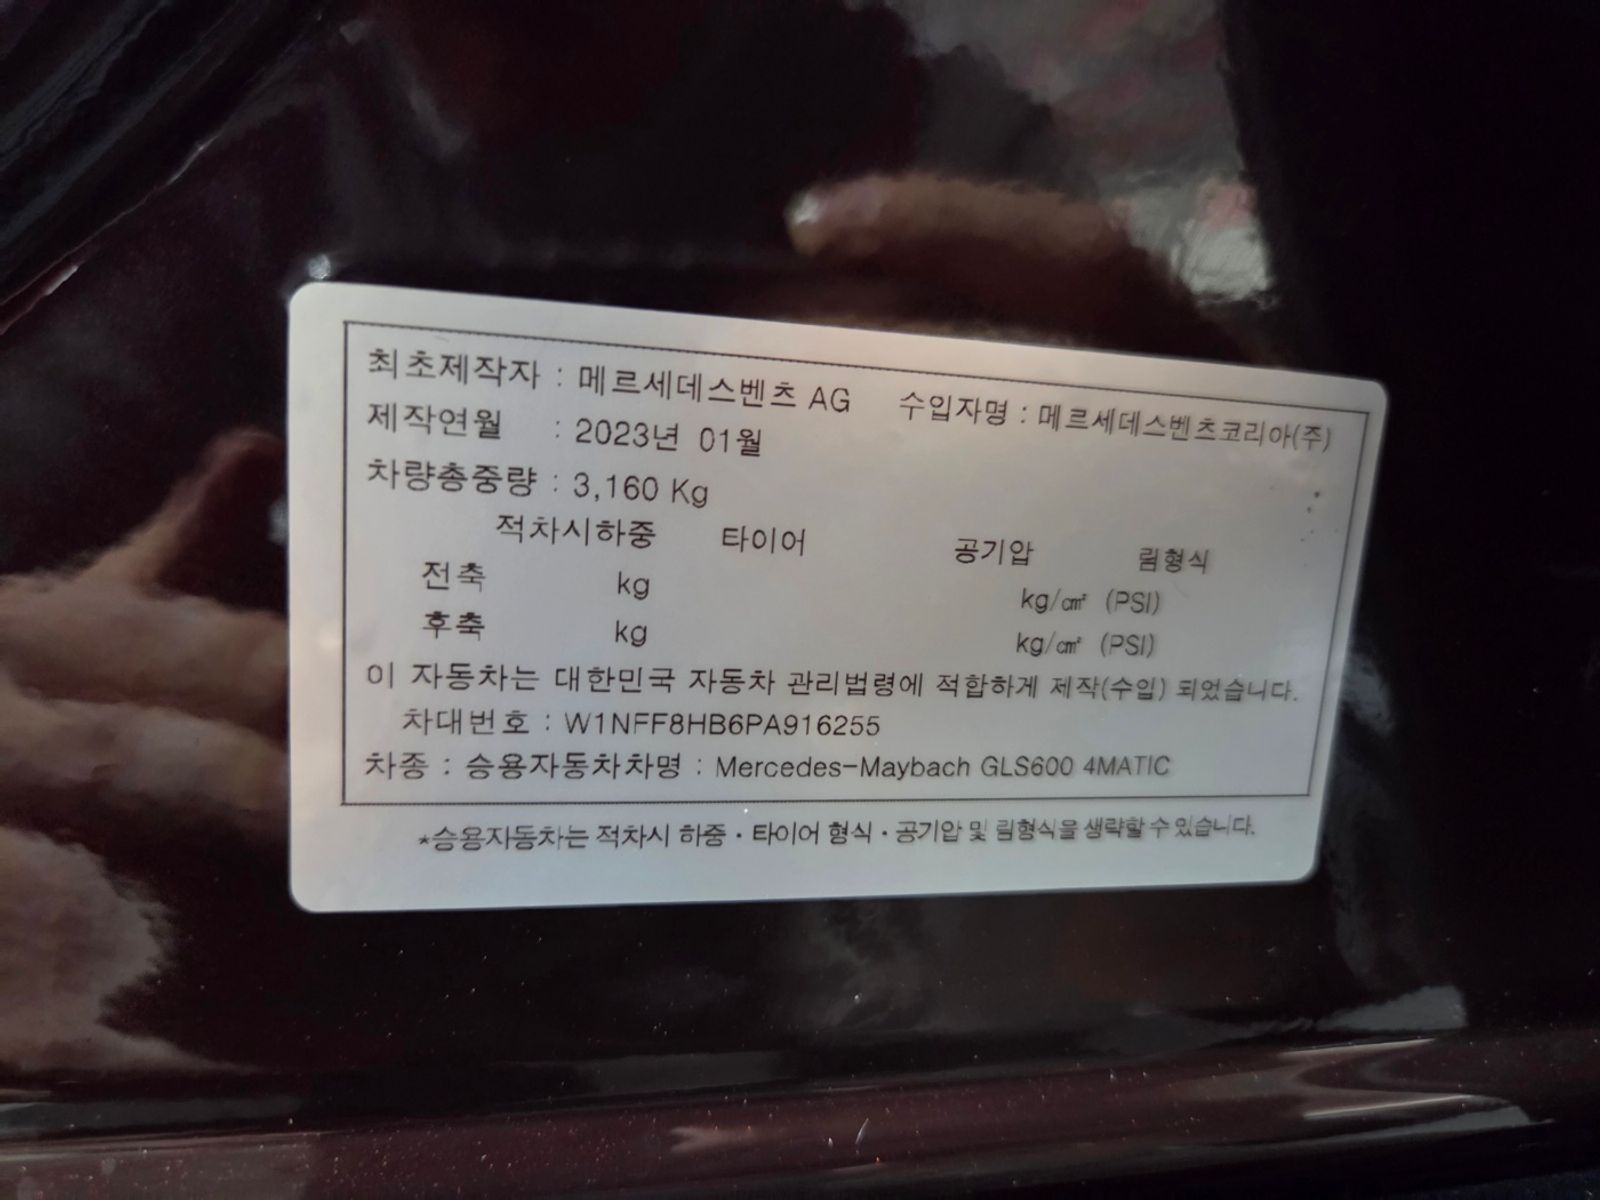 최초제작자 : 메르세데스벤츠 AG 수입자명 : 메르세데스벤츠코리아(주)
제작연월 : 2023년 01월
차량총중량 : 3,160 Kg
적차시하중 타이어 공기압 림형식
전축 kg kg/㎠ (PSI)
후축 kg kg/㎠ (PSI)
이 자동차는 대한민국 자동차 관리법령에 적합하게 제작(수입) 되었습니다.
차대번호 : W1NFF8HB6PA916255
차종 : 승용자동차차명 : Mercedes-Maybach GLS600 4MATIC
*승용자동차는 적차시 하중 · 타이어 형식 · 공기압 및 림형식을 생략할 수 있습니다.